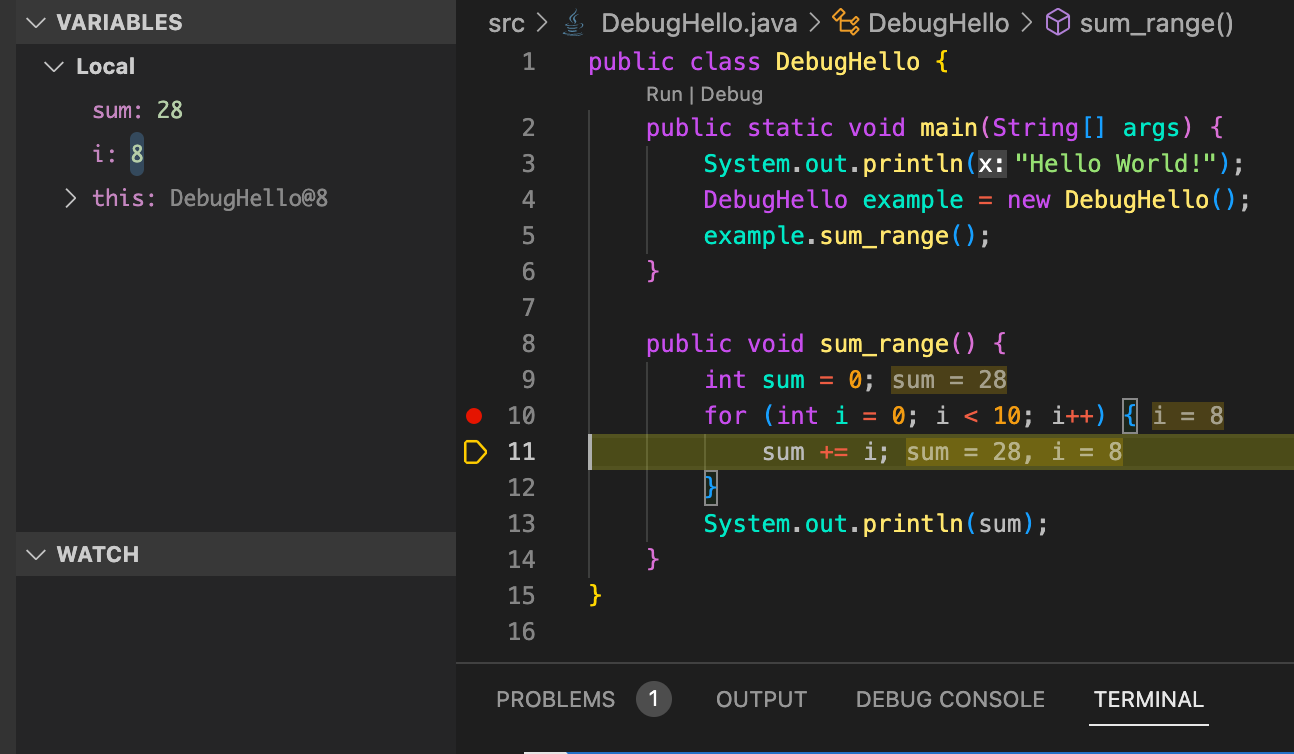 VARIABLES
Local
sum: 28
i: 8
this: DebugHello@8
WATCH
src > DebugHello.java > DebugHello > sum_range()
1 public class DebugHello {
Run | Debug
2 public static void main(String[] args) {
3 System.out.println(x: "Hello World!");
4 DebugHello example = new DebugHello();
5 example.sum_range();
6 }
7
8 public void sum_range() {
9 int sum = 0; sum = 28
10 for (int i = 0; i < 10; i++) { i = 8
11 sum += i; sum = 28, i = 8
12 }
13 System.out.println(sum);
14 }
15 }
16
PROBLEMS 1 OUTPUT DEBUG CONSOLE TERMINAL